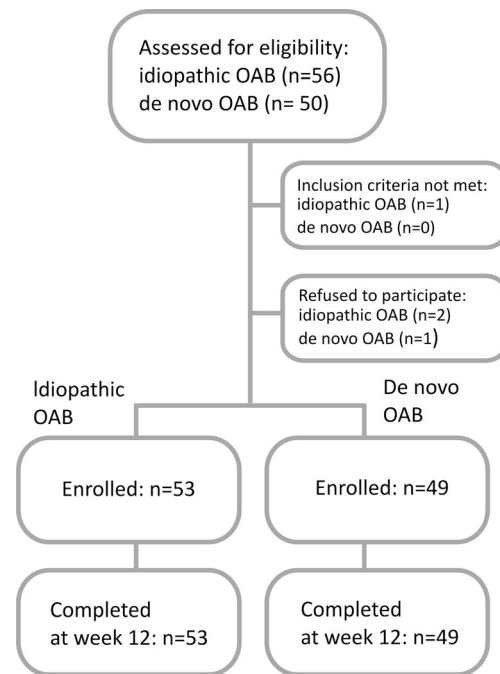 Assessed for eligibility:
idiopathic OAB (n=56)
de novo OAB (n= 50)
Inclusion criteria not met:
idiopathic OAB (n=1)
de novo OAB (n=0)
Refused to participate:
idiopathic OAB (n=2)
de novo OAB (n=1)
Idiopathic
OAB
De novo
OAB
Enrolled: n=53
Enrolled: n=49
Completed
at week 12: n=53
Completed
at week 12: n=49